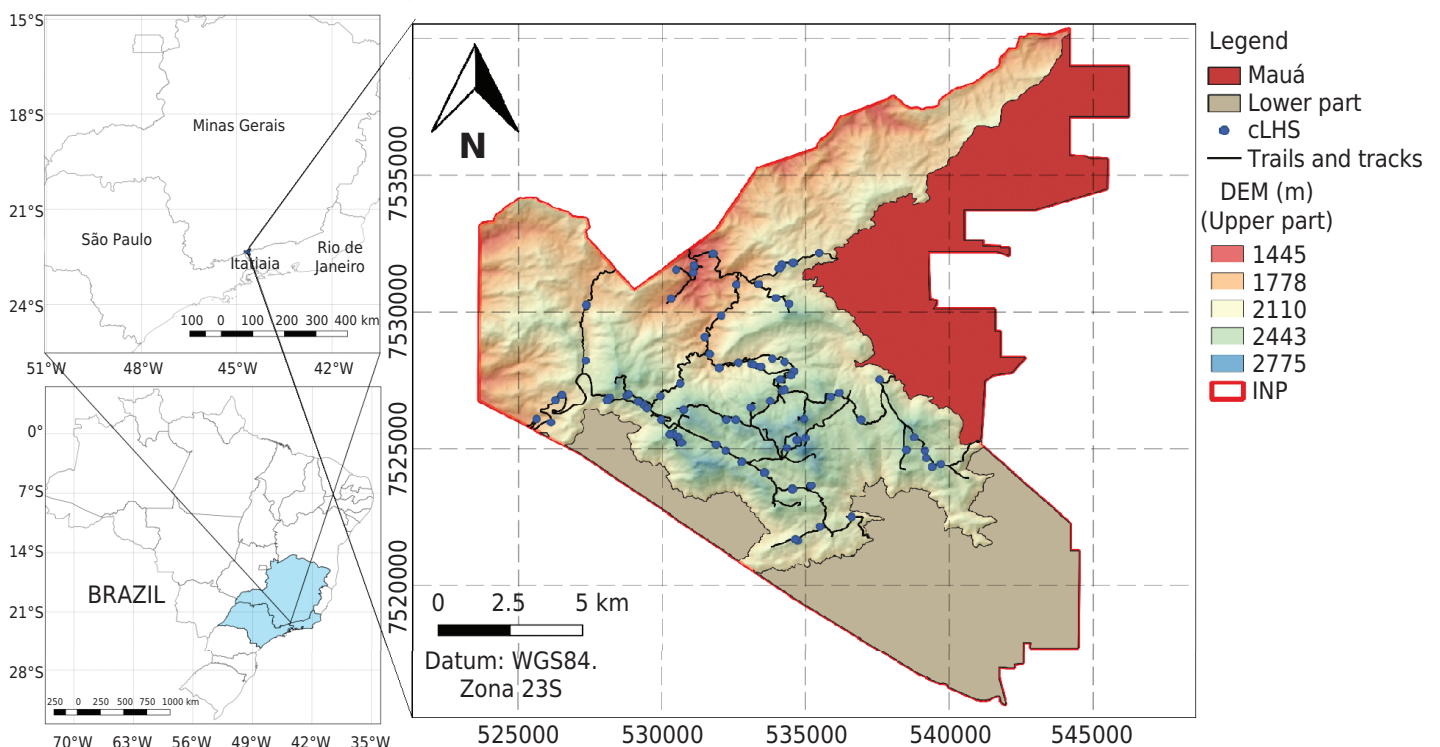 15°S
18°S
21°S
24°S
Minas Gerais
São Paulo
Rio de
Janeiro
Itatiaia
100 0 100 200 300 400 km
51°W 48°W 45°W 42°W
0°
7°S
14°S
21°S
28°S
BRAZIL
250 0 250 500 750 1000 km
70°W 63°W 56°W 49°W 42°W 35°W
N
7535000
7530000
7525000
7520000
0 2.5 5 km
Datum: WGS84.
Zona 23S
525000 530000 535000 540000 545000
Legend
Mauá
Lower part
cLHS
Trails and tracks
DEM (m)
(Upper part)
1445
1778
2110
2443
2775
INP